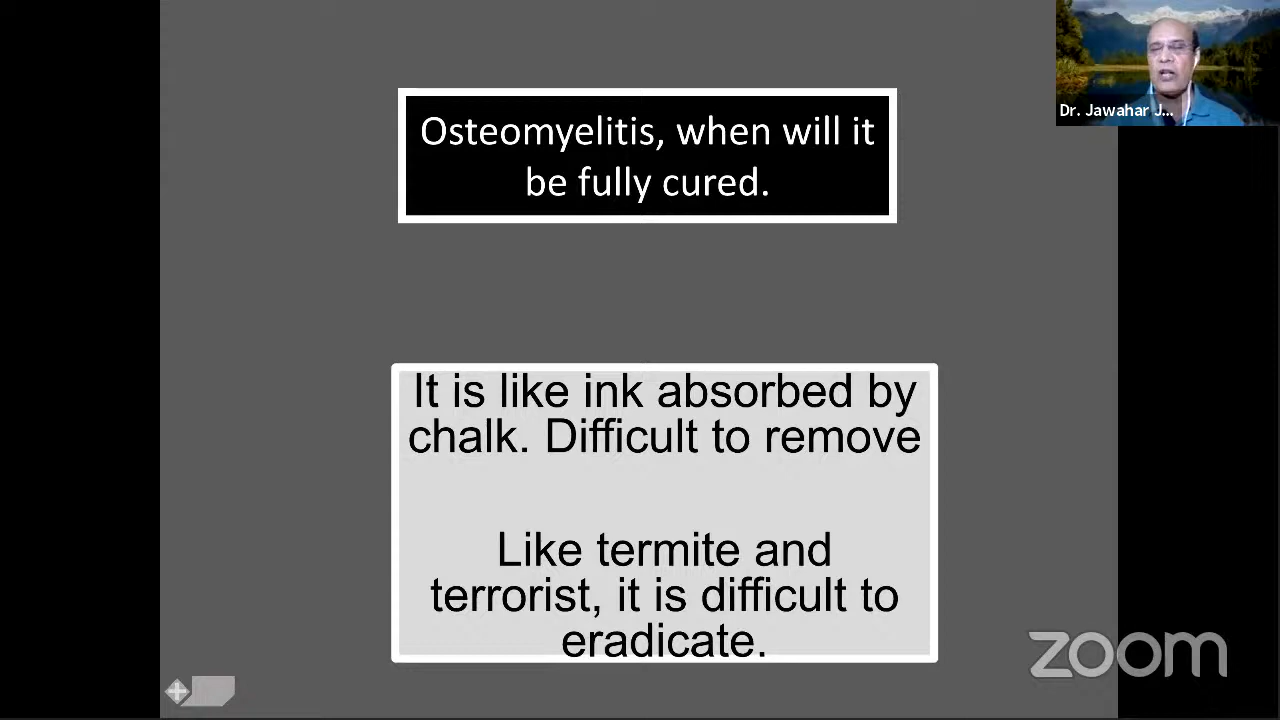 Osteomyelitis, when will it
be fully cured.
Dr. Jawahar J...
It is like ink absorbed by
chalk. Difficult to remove
Like termite and
terrorist, it is difficult to
eradicate.
zoom